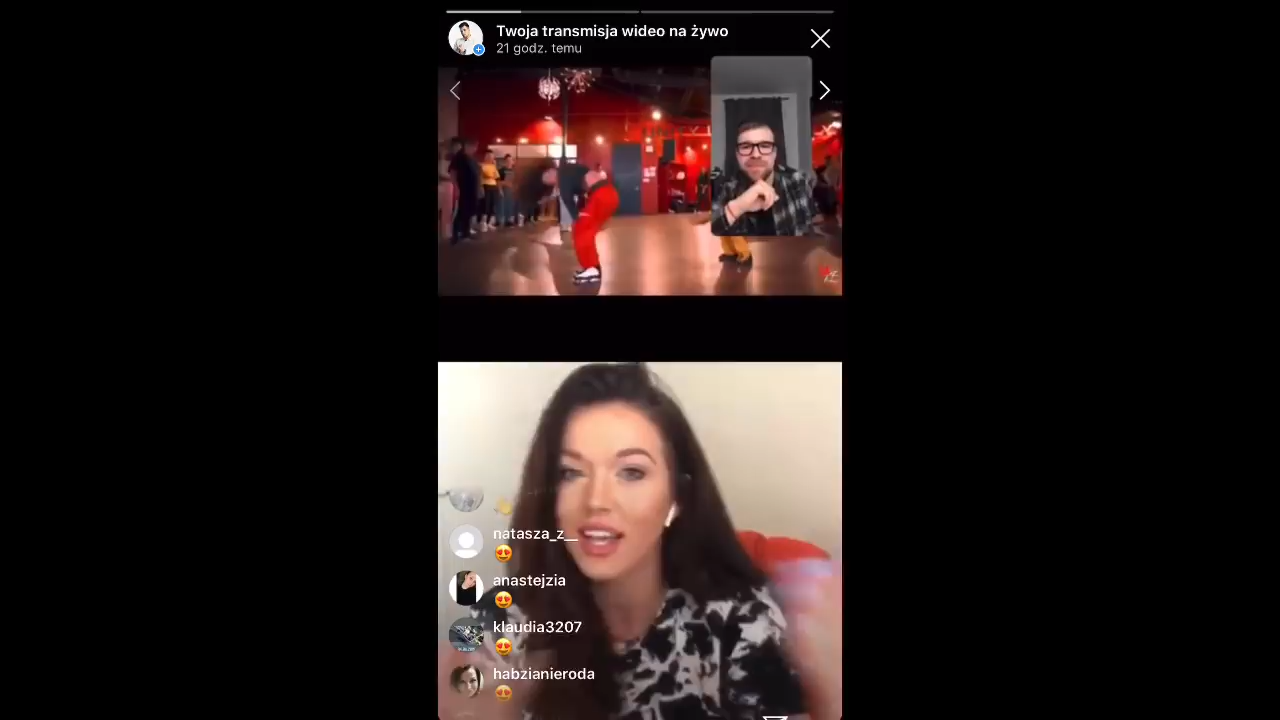 Twoja transmisja wideo na żywo
21 godz. temu
natasza_z__
😍
anastejzia
😍
klaudia3207
😍
habzianieroda
😍